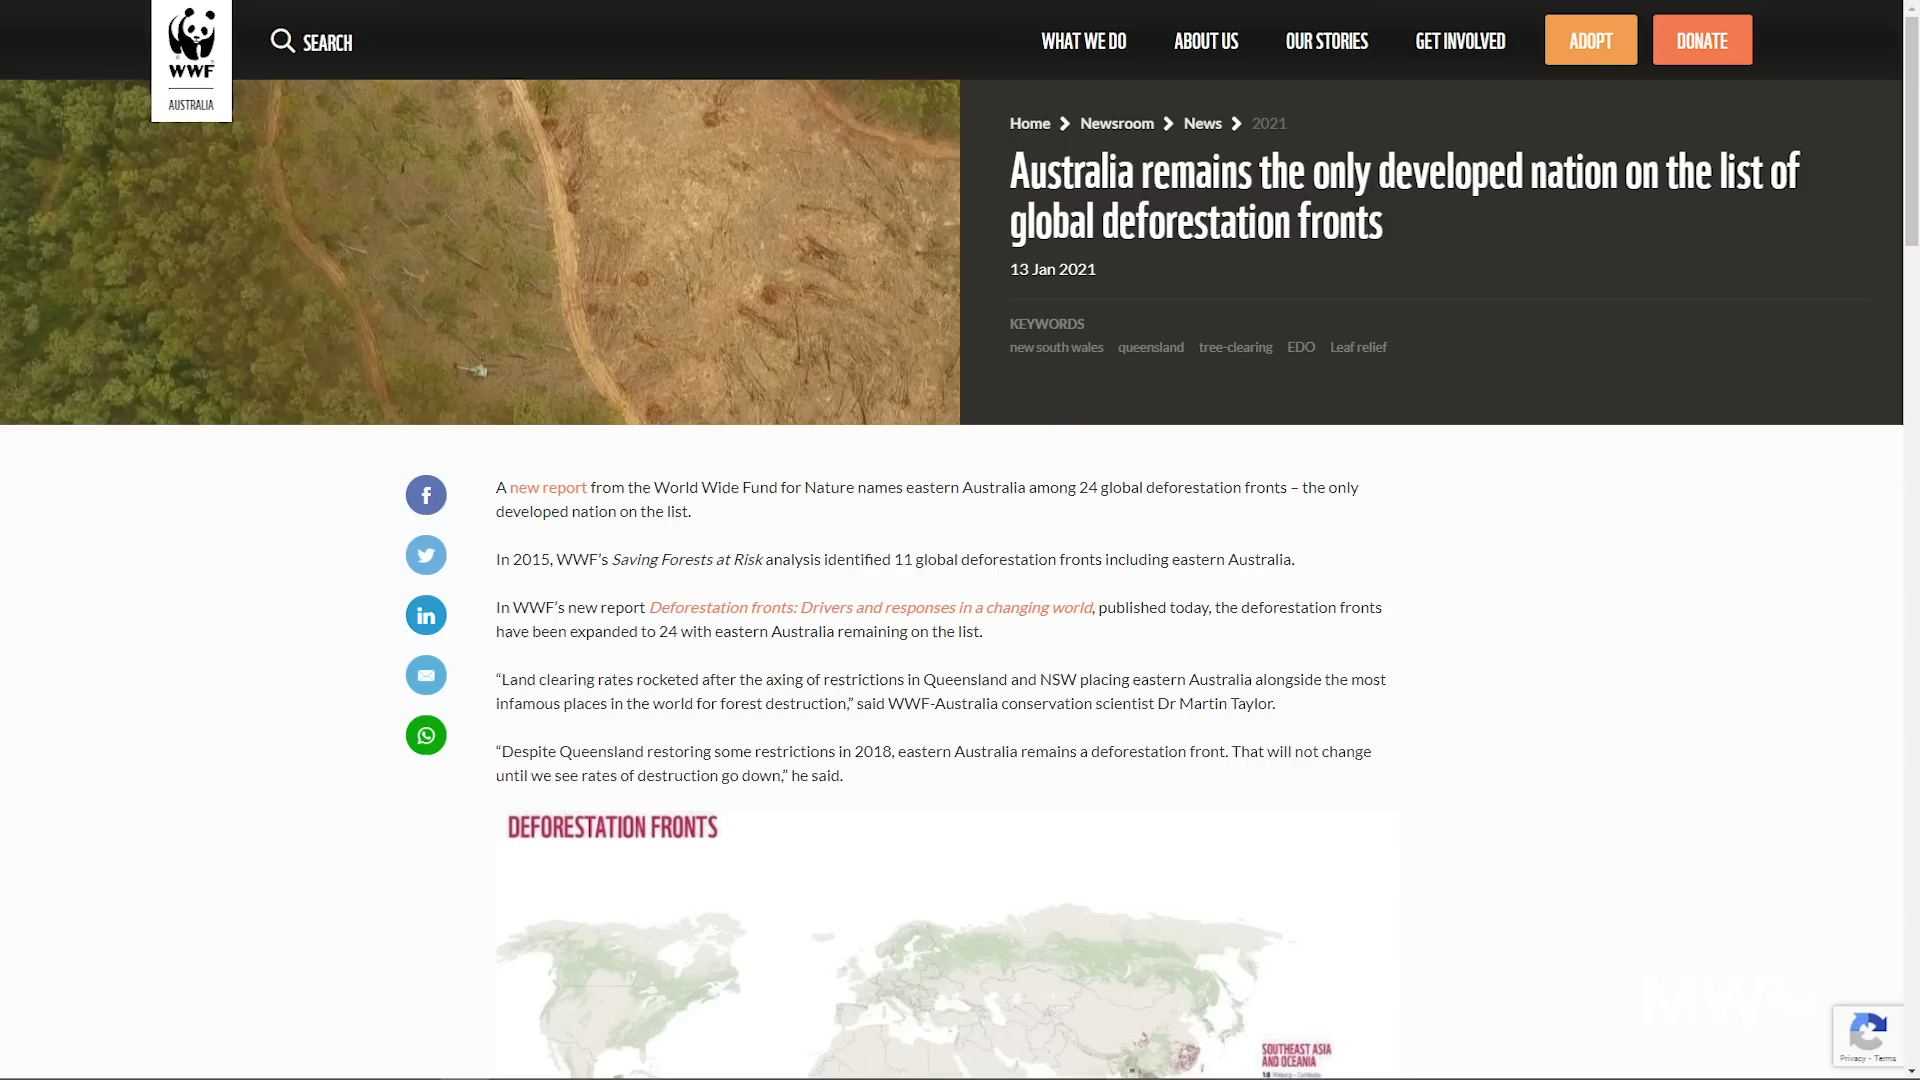 WWF
AUSTRALIA
SEARCH
WHAT WE DO
ABOUT US
OUR STORIES
GET INVOLVED
ADOPT
DONATE
Home
Newsroom
News
2021
Australia remains the only developed nation on the list of
global deforestation fronts
13 Jan 2021
KEYWORDS
new south wales queensland tree-clearing EDO Leaf relief
A new report from the World Wide Fund for Nature names eastern Australia among 24 global deforestation fronts – the only
developed nation on the list.
In 2015, WWF’s Saving Forests at Risk analysis identified 11 global deforestation fronts including eastern Australia.
In WWF’s new report Deforestation fronts: Drivers and responses in a changing world, published today, the deforestation fronts
have been expanded to 24 with eastern Australia remaining on the list.
“Land clearing rates rocketed after the axing of restrictions in Queensland and NSW placing eastern Australia alongside the most
infamous places in the world for forest destruction,” said WWF-Australia conservation scientist Dr Martin Taylor.
“Despite Queensland restoring some restrictions in 2018, eastern Australia remains a deforestation front. That will not change
until we see rates of destruction go down,” he said.
DEFORESTATION FRONTS
SOUTHEAST ASIA
AND OCEANIA
Privacy - Terms